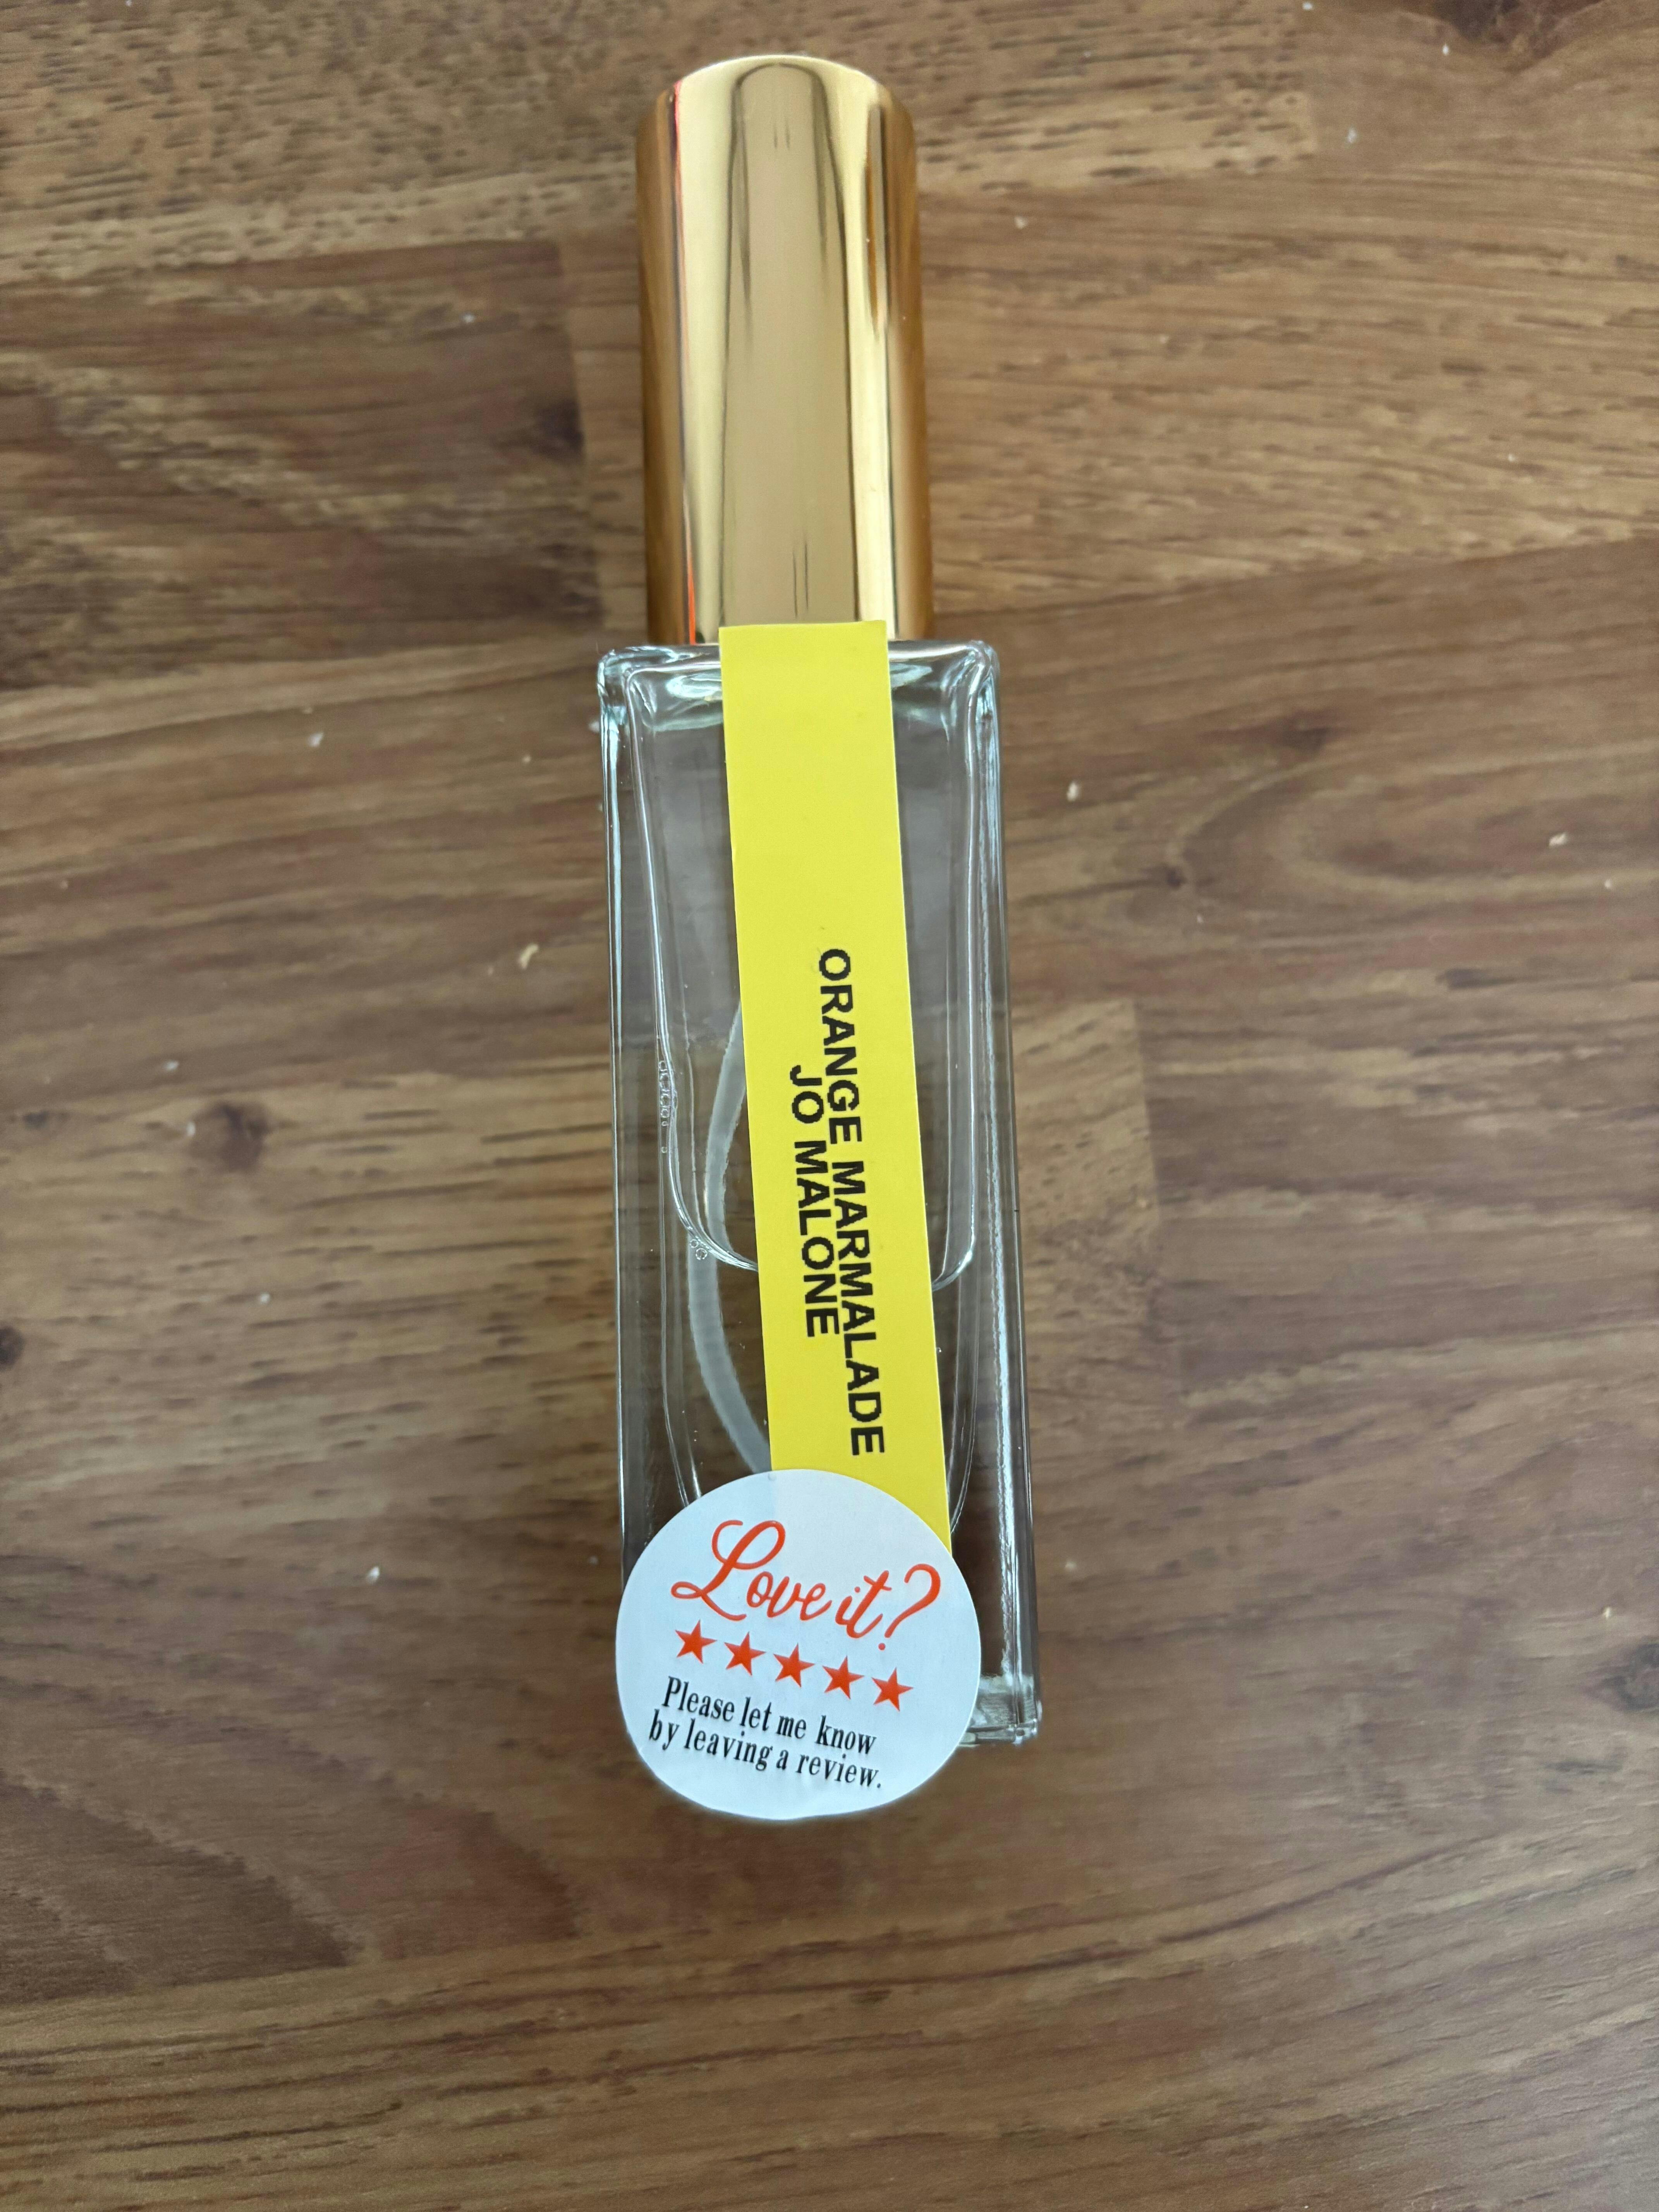 ORANGE MARMALADE
JO MALONE
Love it?
Please let me know
by leaving a review.